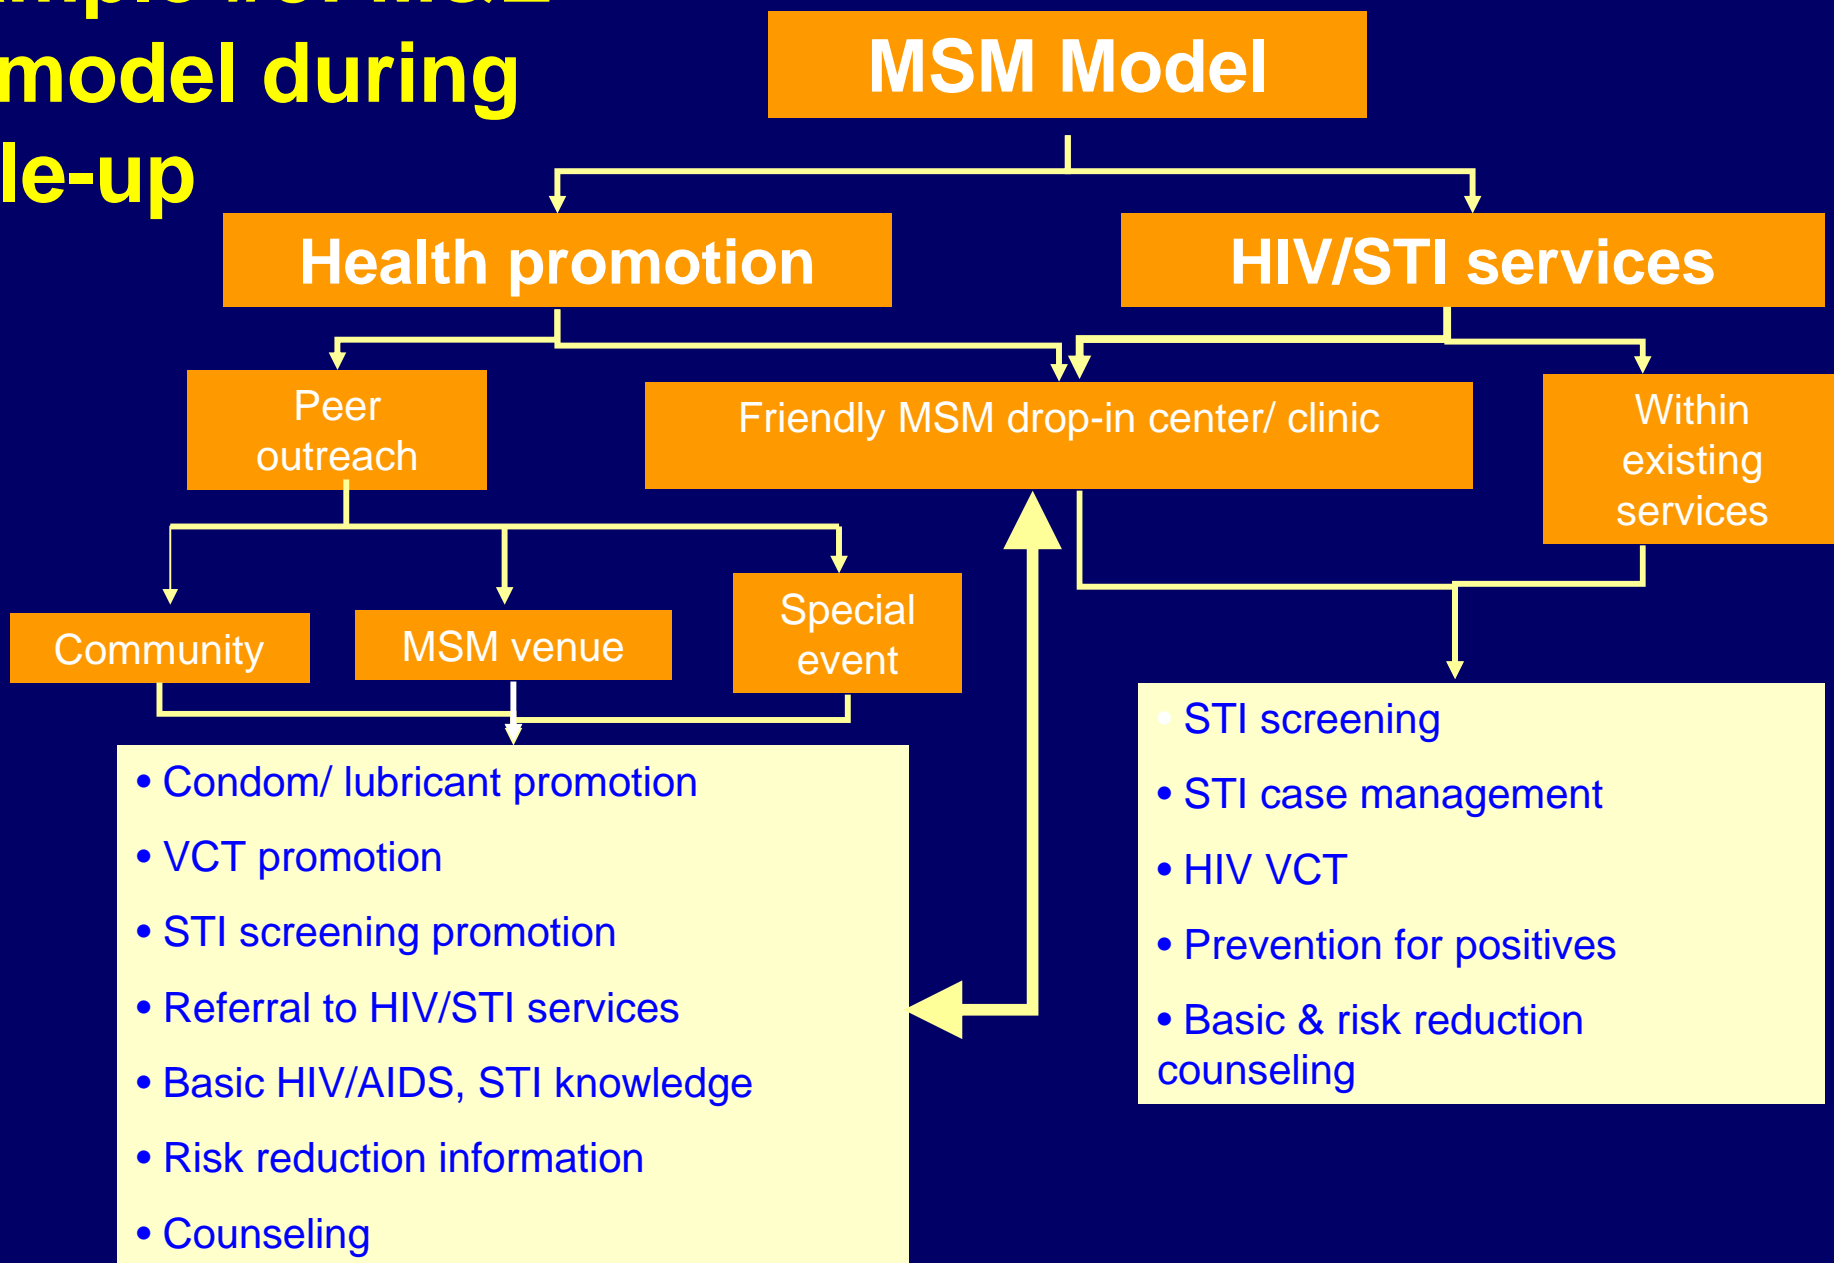 model during
le-up
MSM Model
Health promotion
HIV/STI services
Peer
outreach
Friendly MSM drop-in center/ clinic
Within
existing
services
Community
MSM venue
Special
event
• Condom/ lubricant promotion
• VCT promotion
• STI screening promotion
• Referral to HIV/STI services
• Basic HIV/AIDS, STI knowledge
• Risk reduction information
• Counseling
• STI screening
• STI case management
• HIV VCT
• Prevention for positives
• Basic & risk reduction
counseling